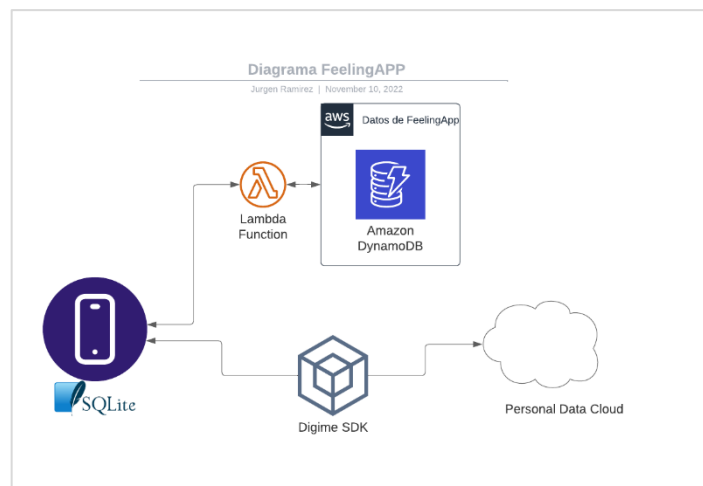 Diagrama FeelingAPP
Jurgen Ramirez | November 10, 2022
aws
Datos de FeelingApp
Lambda
Function
Amazon
DynamoDB
SQLite
Digime SDK
Personal Data Cloud